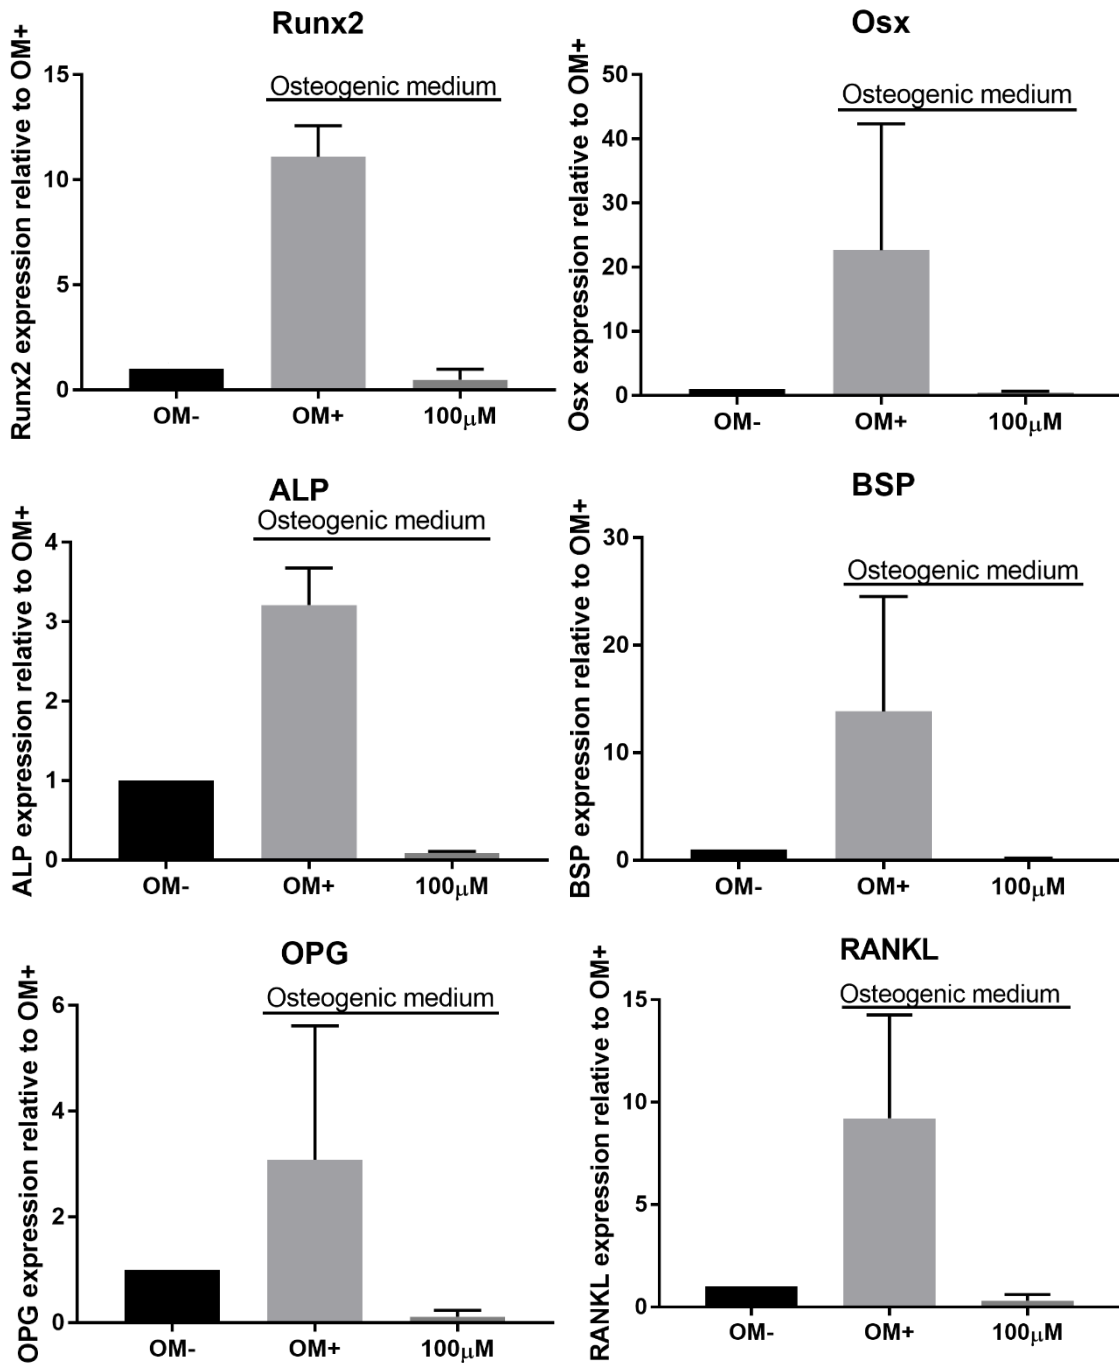 Runx2
Osteogenic medium
Runx2 expression relative to OM+
15
10
5
0
OM-
OM+
100μM
Osx
Osteogenic medium
Osx expression relative to OM+
50
40
30
20
10
0
OM-
OM+
100μM
ALP
Osteogenic medium
ALP expression relative to OM+
4
3
2
1
0
OM-
OM+
100μM
BSP
Osteogenic medium
BSP expression relative to OM+
30
20
10
0
OM-
OM+
100μM
OPG
Osteogenic medium
OPG expression relative to OM+
6
4
2
0
OM-
OM+
100μM
RANKL
Osteogenic medium
RANKL expression relative to OM+
15
10
5
0
OM-
OM+
100μM